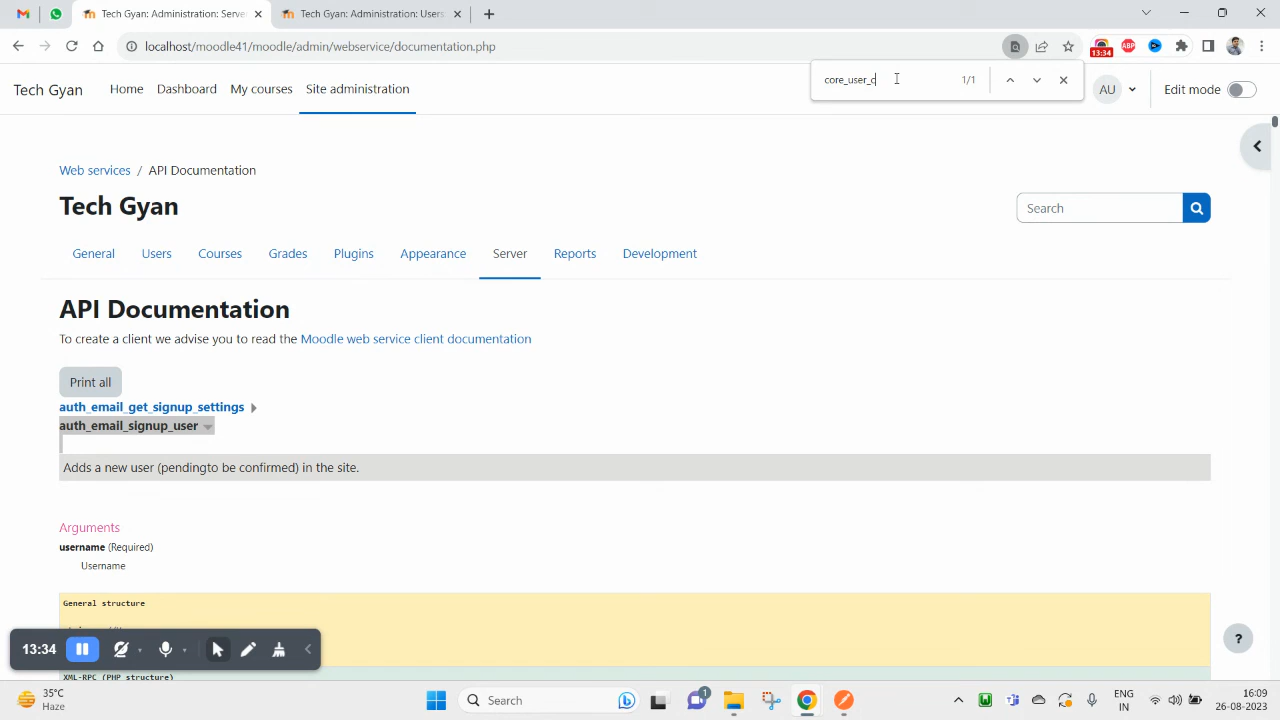 Tech Gyan: Administration: Server
Tech Gyan: Administration: Users
localhost/moodle41/moodle/admin/webservice/documentation.php
13:34
ABP
core_user_c
1/1
Tech Gyan
Home
Dashboard
My courses
Site administration
AU
Edit mode
Web services / API Documentation
Tech Gyan
Search
General
Users
Courses
Grades
Plugins
Appearance
Server
Reports
Development
API Documentation
To create a client we advise you to read the Moodle web service client documentation
Print all
auth_email_get_signup_settings
auth_email_signup_user
Adds a new user (pendingto be confirmed) in the site.
Arguments
username (Required)
Username
General structure
13:34
?
XML-RPC (PHP structure)
35°C
Haze
Search
1
ENG
IN
16:09
26-08-2023